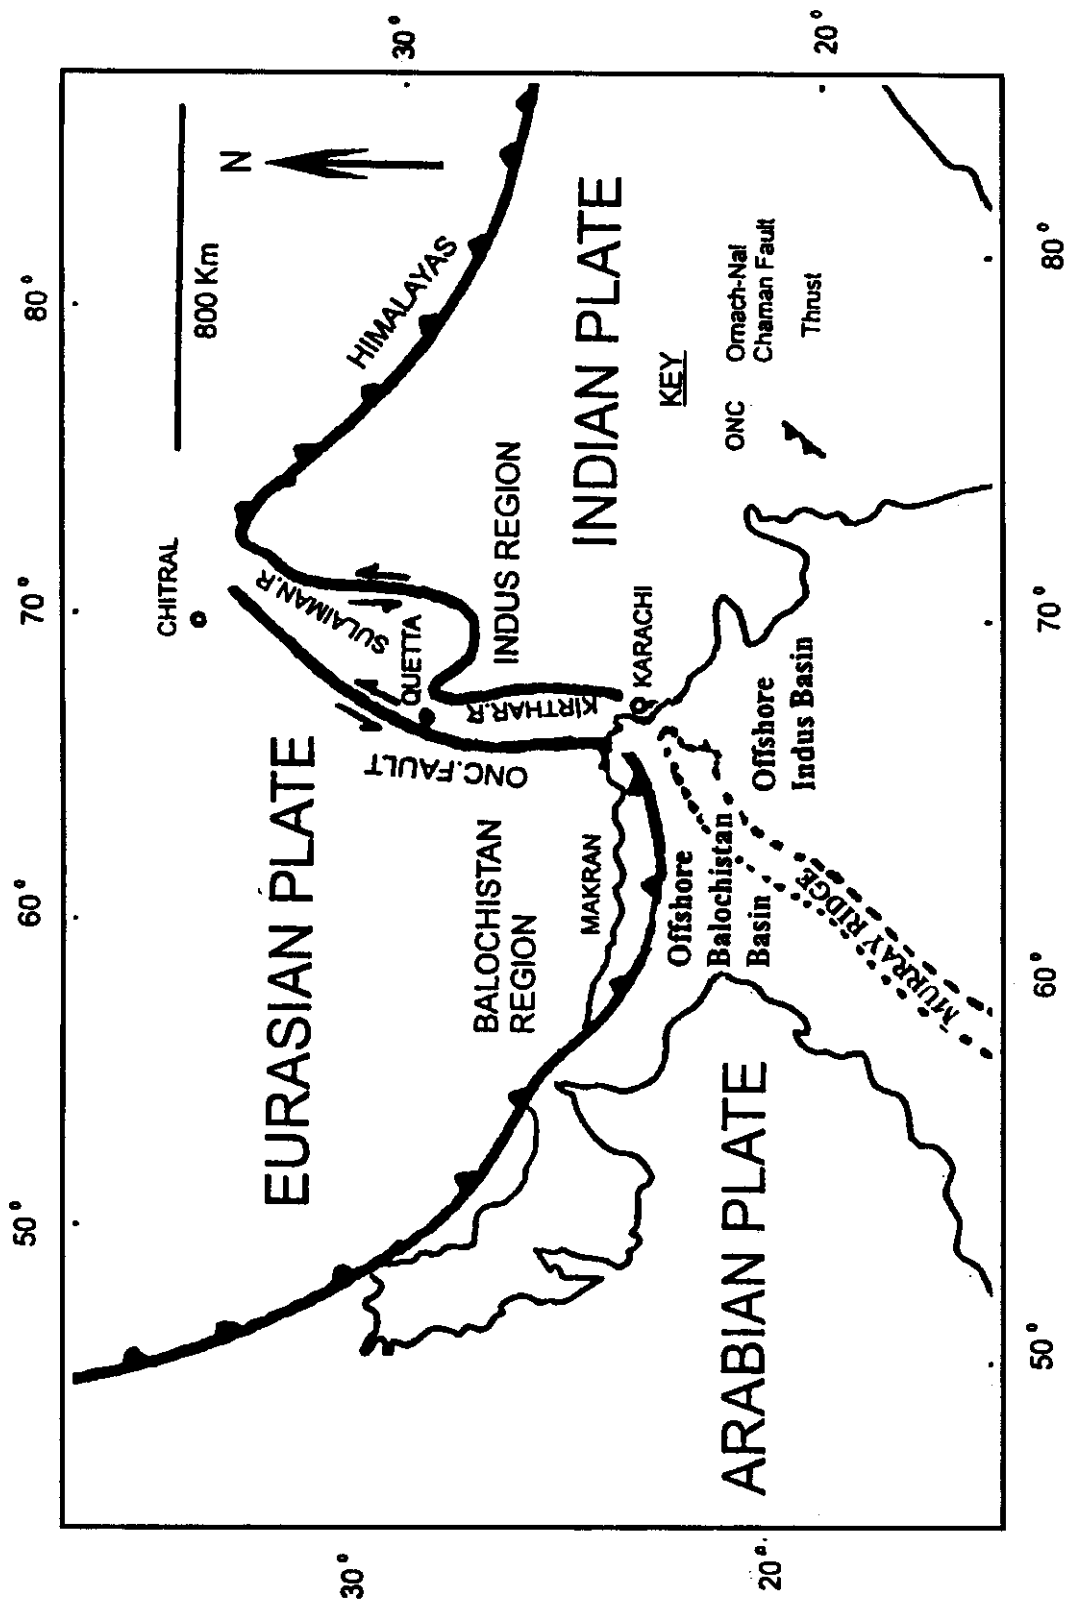 50°
60°
70°
80°
30°
20°
30°
20°
50°
60°
70°
80°
800 Km
N
CHITRAL
HIMALAYAS
SULAIMAN.R
QUETTA
EURASIAN PLATE
ONC.FAULT
KIRTHAR.R
INDUS REGION
BALOCHISTAN
REGION
INDIAN PLATE
MAKRAN
KARACHI
Offshore
Balochistan
Basin
Offshore
Indus Basin
MURRAY RIDGE
ARABIAN PLATE
KEY
ONC
Ornach-Nal
Chaman Fault
Thrust